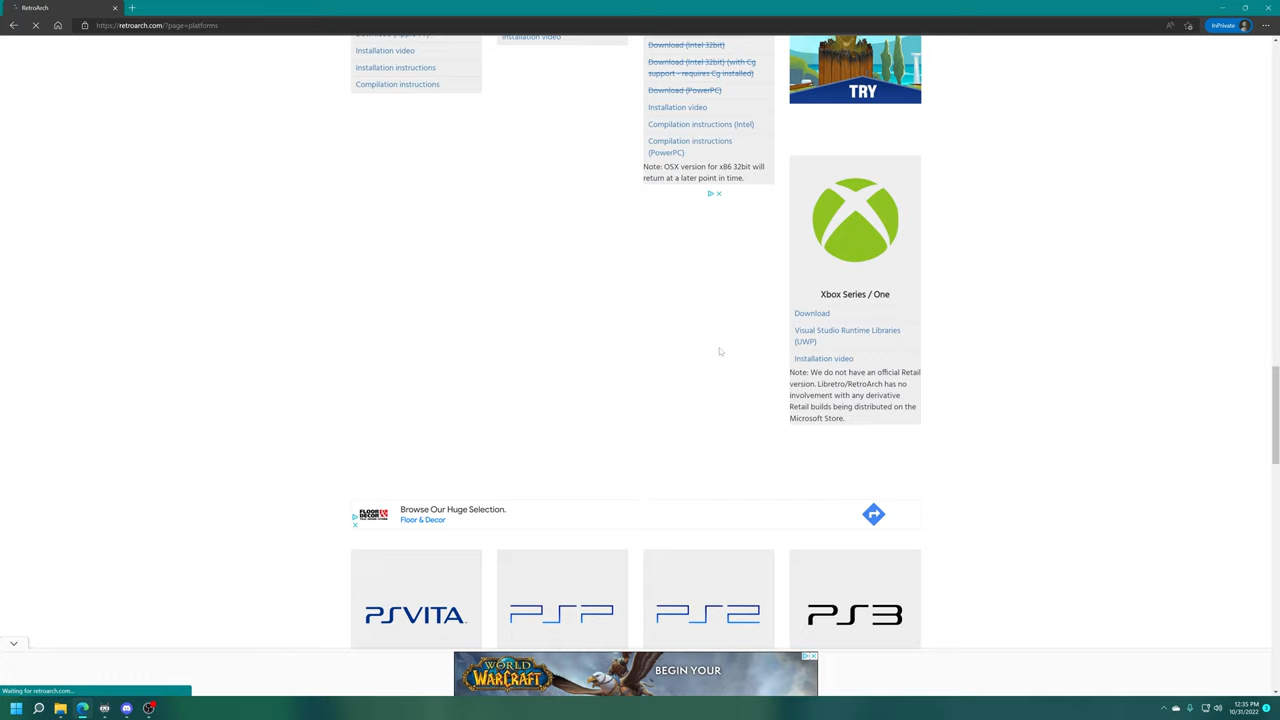 RetroArch
https://retroarch.com/?page=platforms
InPrivate
Installation video
Installation instructions
Compilation instructions
Installation video
Download (Intel 32bit)
Download (Intel 32bit) (with Cg
support - requires Cg installed)
Download (PowerPC)
Installation video
Compilation instructions (Intel)
Compilation instructions
(PowerPC)
Note: OSX version for x86 32bit will
return at a later point in time.
TRY
Xbox Series / One
Download
Visual Studio Runtime Libraries
(UWP)
Installation video
Note: We do not have an official Retail
version. Libretro/RetroArch has no
involvement with any derivative
Retail builds being distributed on the
Microsoft Store.
FLOOR
DECOR
Browse Our Huge Selection.
Floor & Decor
PSVITA
PSP
PS2
PS3
WORLD
WARCRAFT
BEGIN YOUR
Waiting for retroarch.com...
12:35 PM
10/31/2022